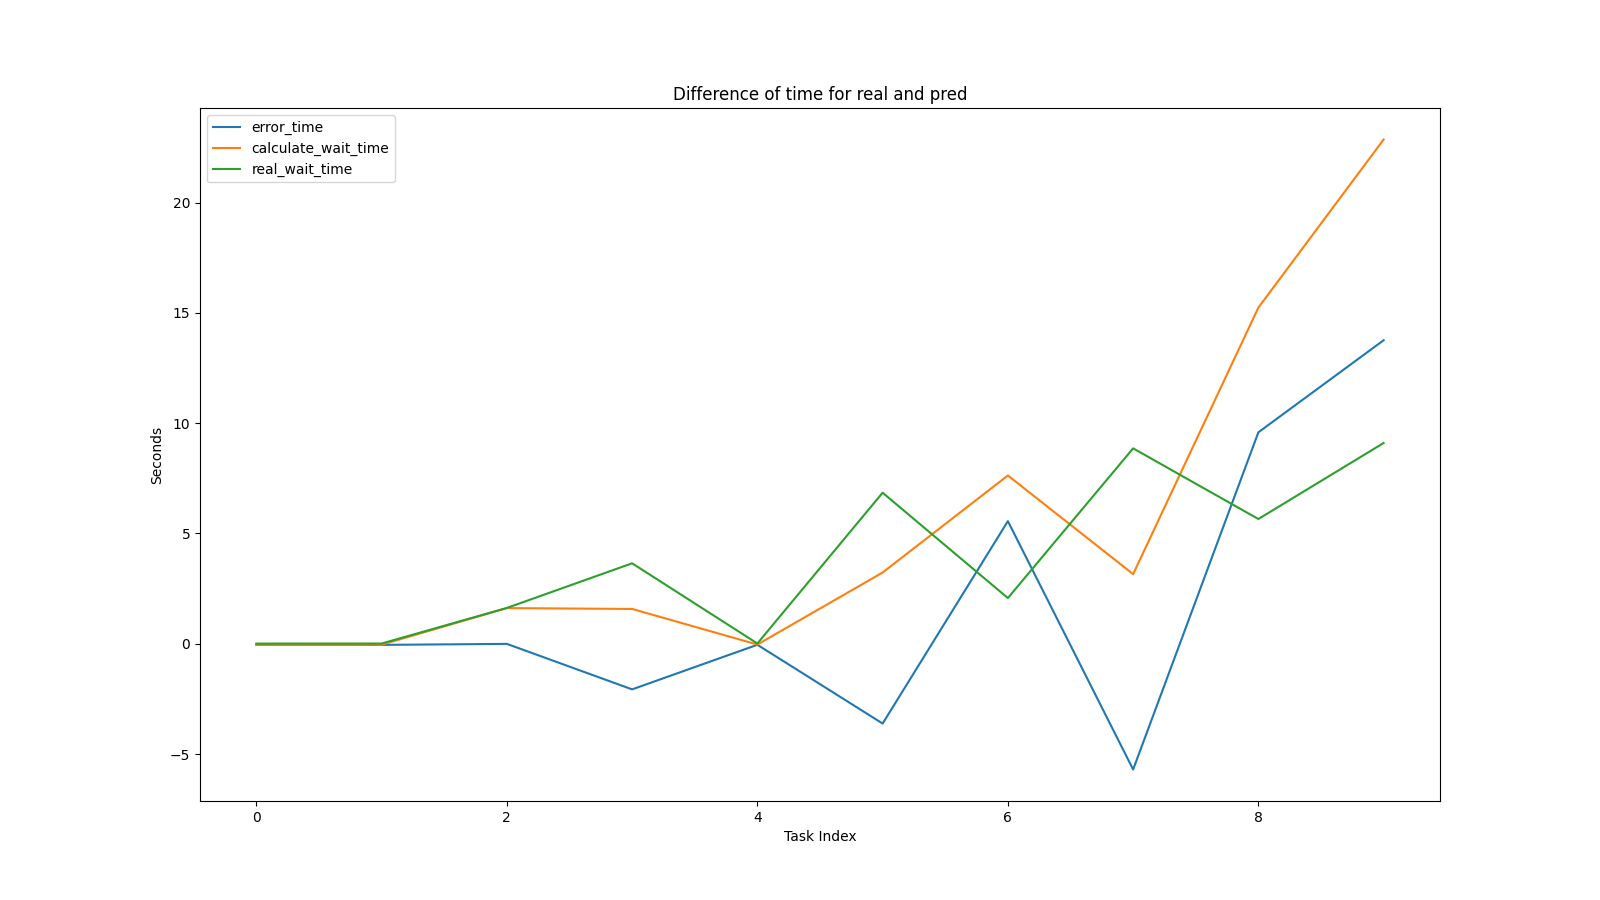 Difference of time for real and pred
error_time
calculate_wait_time
real_wait_time
20
15
10
5
0
−5
Seconds
0 2 4 6 8
Task Index